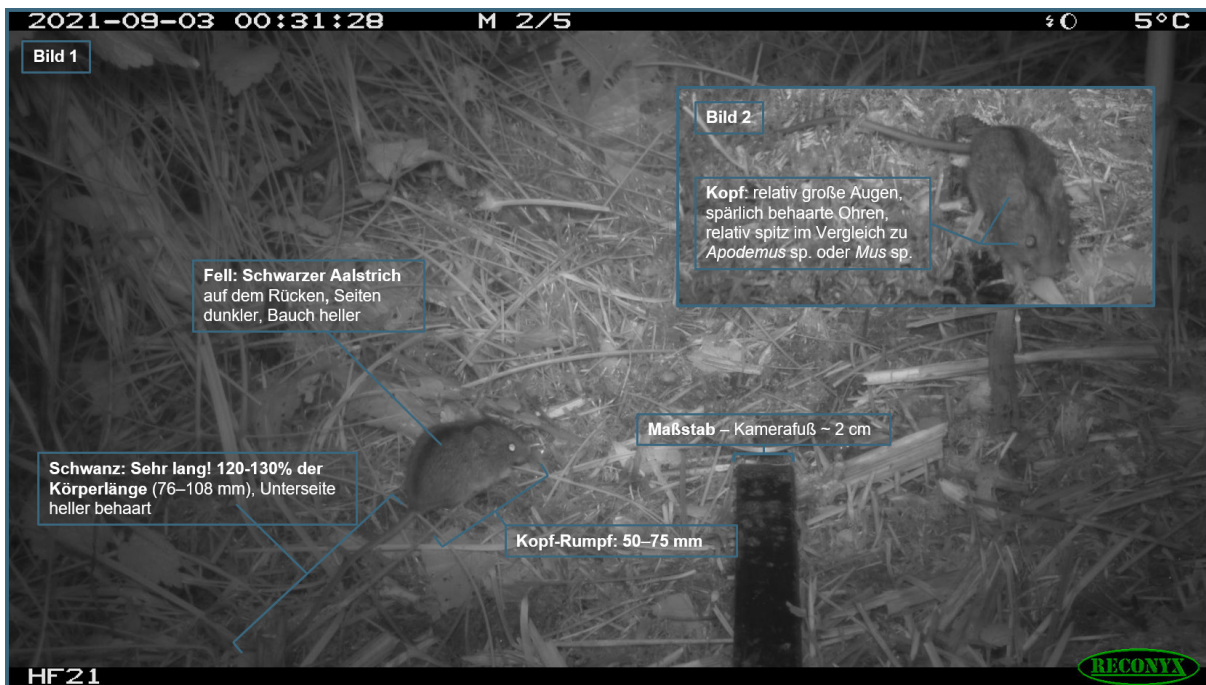 2021-09-03 00:31:28 M 2/5 5°C
Bild 1
Bild 2
Kopf: relativ große Augen,
spärlich behaarte Ohren,
relativ spitz im Vergleich zu
Apodemus sp. oder Mus sp.
Fell: Schwarzer Aalstrich
auf dem Rücken, Seiten
dunkler, Bauch heller
Maßstab – Kamerafuß ~ 2 cm
Schwanz: Sehr lang! 120-130% der
Körperlänge (76–108 mm), Unterseite
heller behaart
Kopf-Rumpf: 50–75 mm
HF21
RECONYX